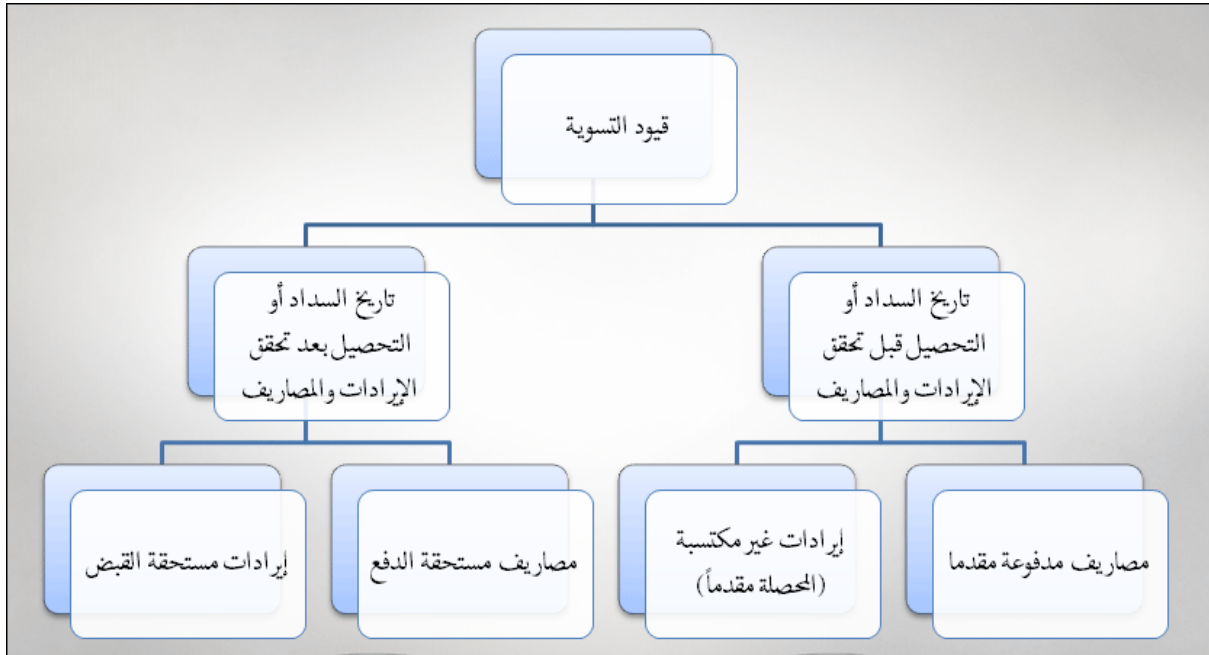 قيود التسوية
تاريخ السداد أو
التحصيل قبل تحقق
الإيرادات والمصاريف
تاريخ السداد أو
التحصيل بعد تحقق
الإيرادات والمصاريف
مصاريف مدفوعة مقدما
إيرادات غير مكتسبة
(المحصلة مقدماً)
مصاريف مستحقة الدفع
إيرادات مستحقة القبض